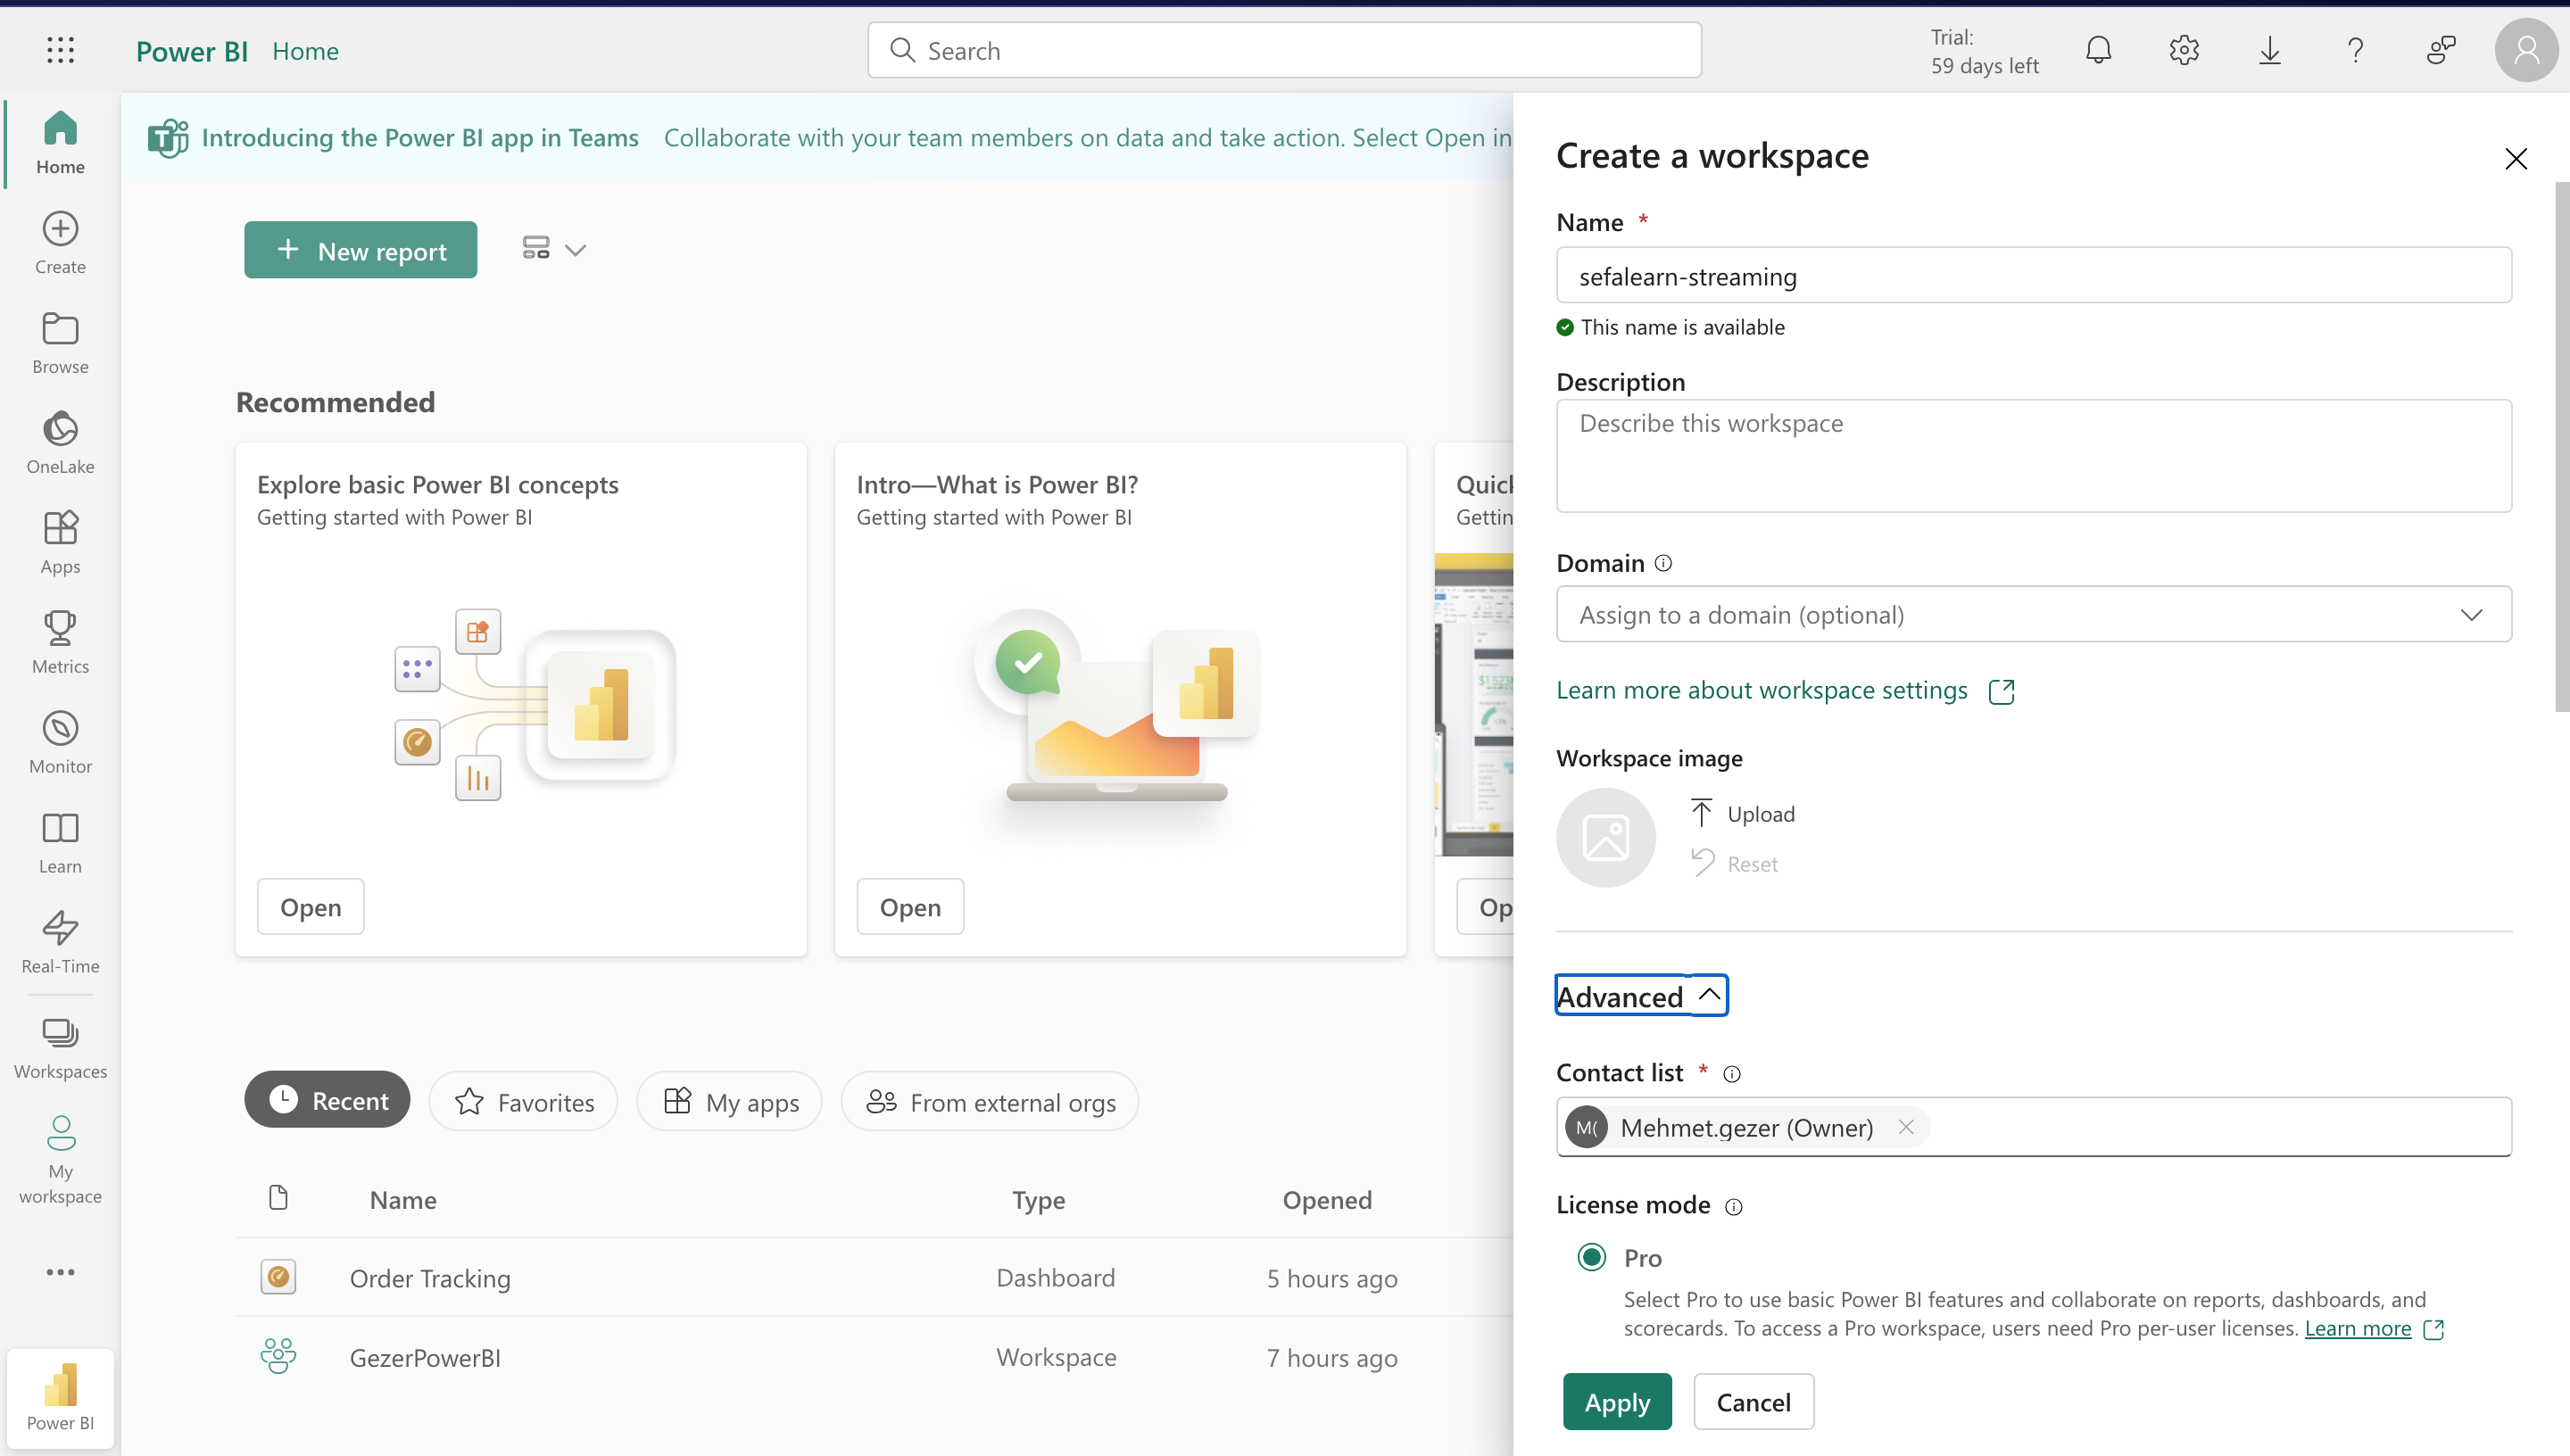 Power BI Home
Search
Trial:
59 days left
Home
Create
Browse
OneLake
Apps
Metrics
Monitor
Learn
Real-Time
Workspaces
My
workspace
Power BI
Introducing the Power BI app in Teams Collaborate with your team members on data and take action. Select Open in
New report
Recommended
Explore basic Power BI concepts
Getting started with Power BI
Open
Intro—What is Power BI?
Getting started with Power BI
Open
Quick
Gettin
Op
Recent
Favorites
My apps
From external orgs
Name Type Opened
Order Tracking Dashboard 5 hours ago
GezerPowerBI Workspace 7 hours ago
Create a workspace
Name *
sefalearn-streaming
This name is available
Description
Describe this workspace
Domain
Assign to a domain (optional)
Learn more about workspace settings
Workspace image
Upload
Reset
Advanced
Contact list *
M( Mehmet.gezer (Owner)
License mode
Pro
Select Pro to use basic Power BI features and collaborate on reports, dashboards, and
scorecards. To access a Pro workspace, users need Pro per-user licenses. Learn more
Apply
Cancel